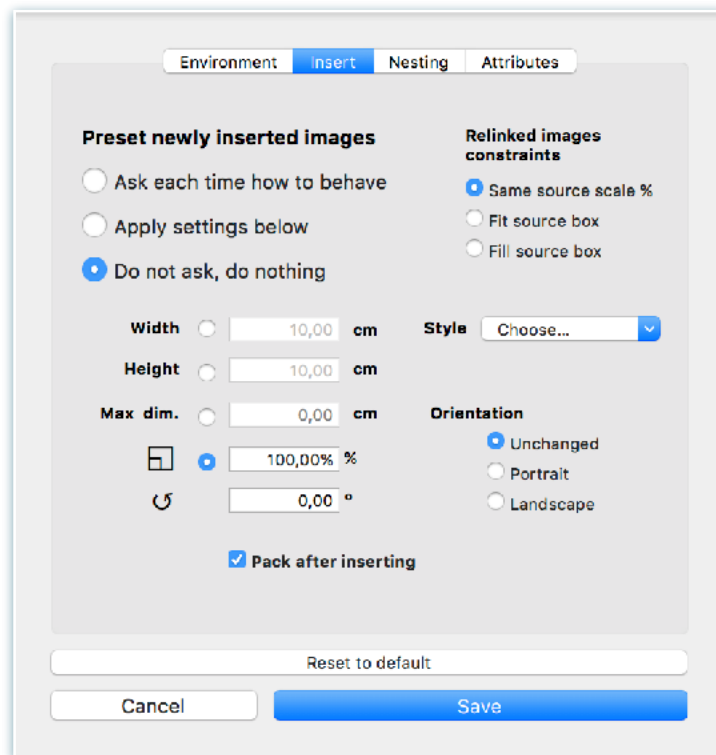 Environment Insert Nesting Attributes
Preset newly inserted images
Ask each time how to behave
Apply settings below
Do not ask, do nothing
Relinked images
constraints
Same source scale %
Fit source box
Fill source box
Width 10,00 cm
Height 10,00 cm
Max dim. 0,00 cm
100,00% %
0,00 °
Style Choose...
Orientation
Unchanged
Portrait
Landscape
Pack after inserting
Reset to default
Cancel Save